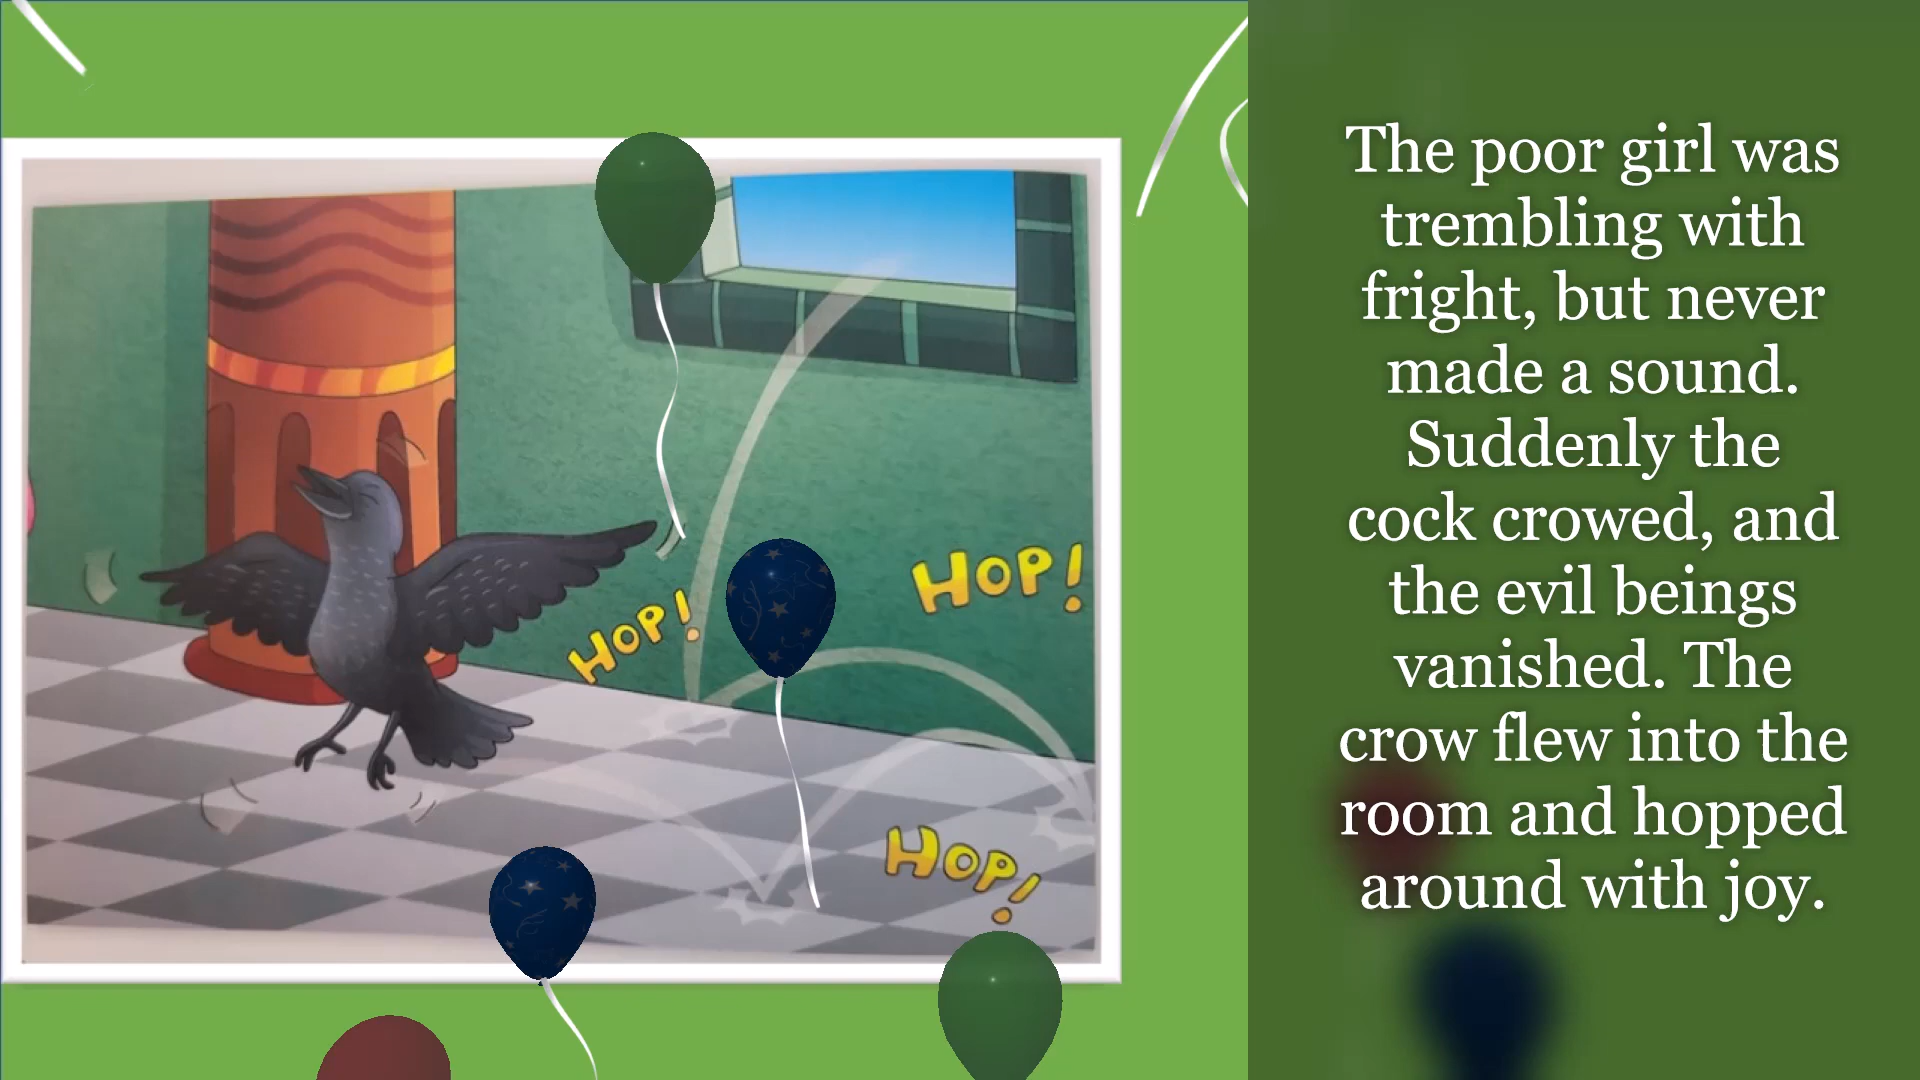 HOP!
HOP!
HOP!
The poor girl was
trembling with
fright, but never
made a sound.
Suddenly the
cock crowed, and
the evil beings
vanished. The
crow flew into the
room and hopped
around with joy.